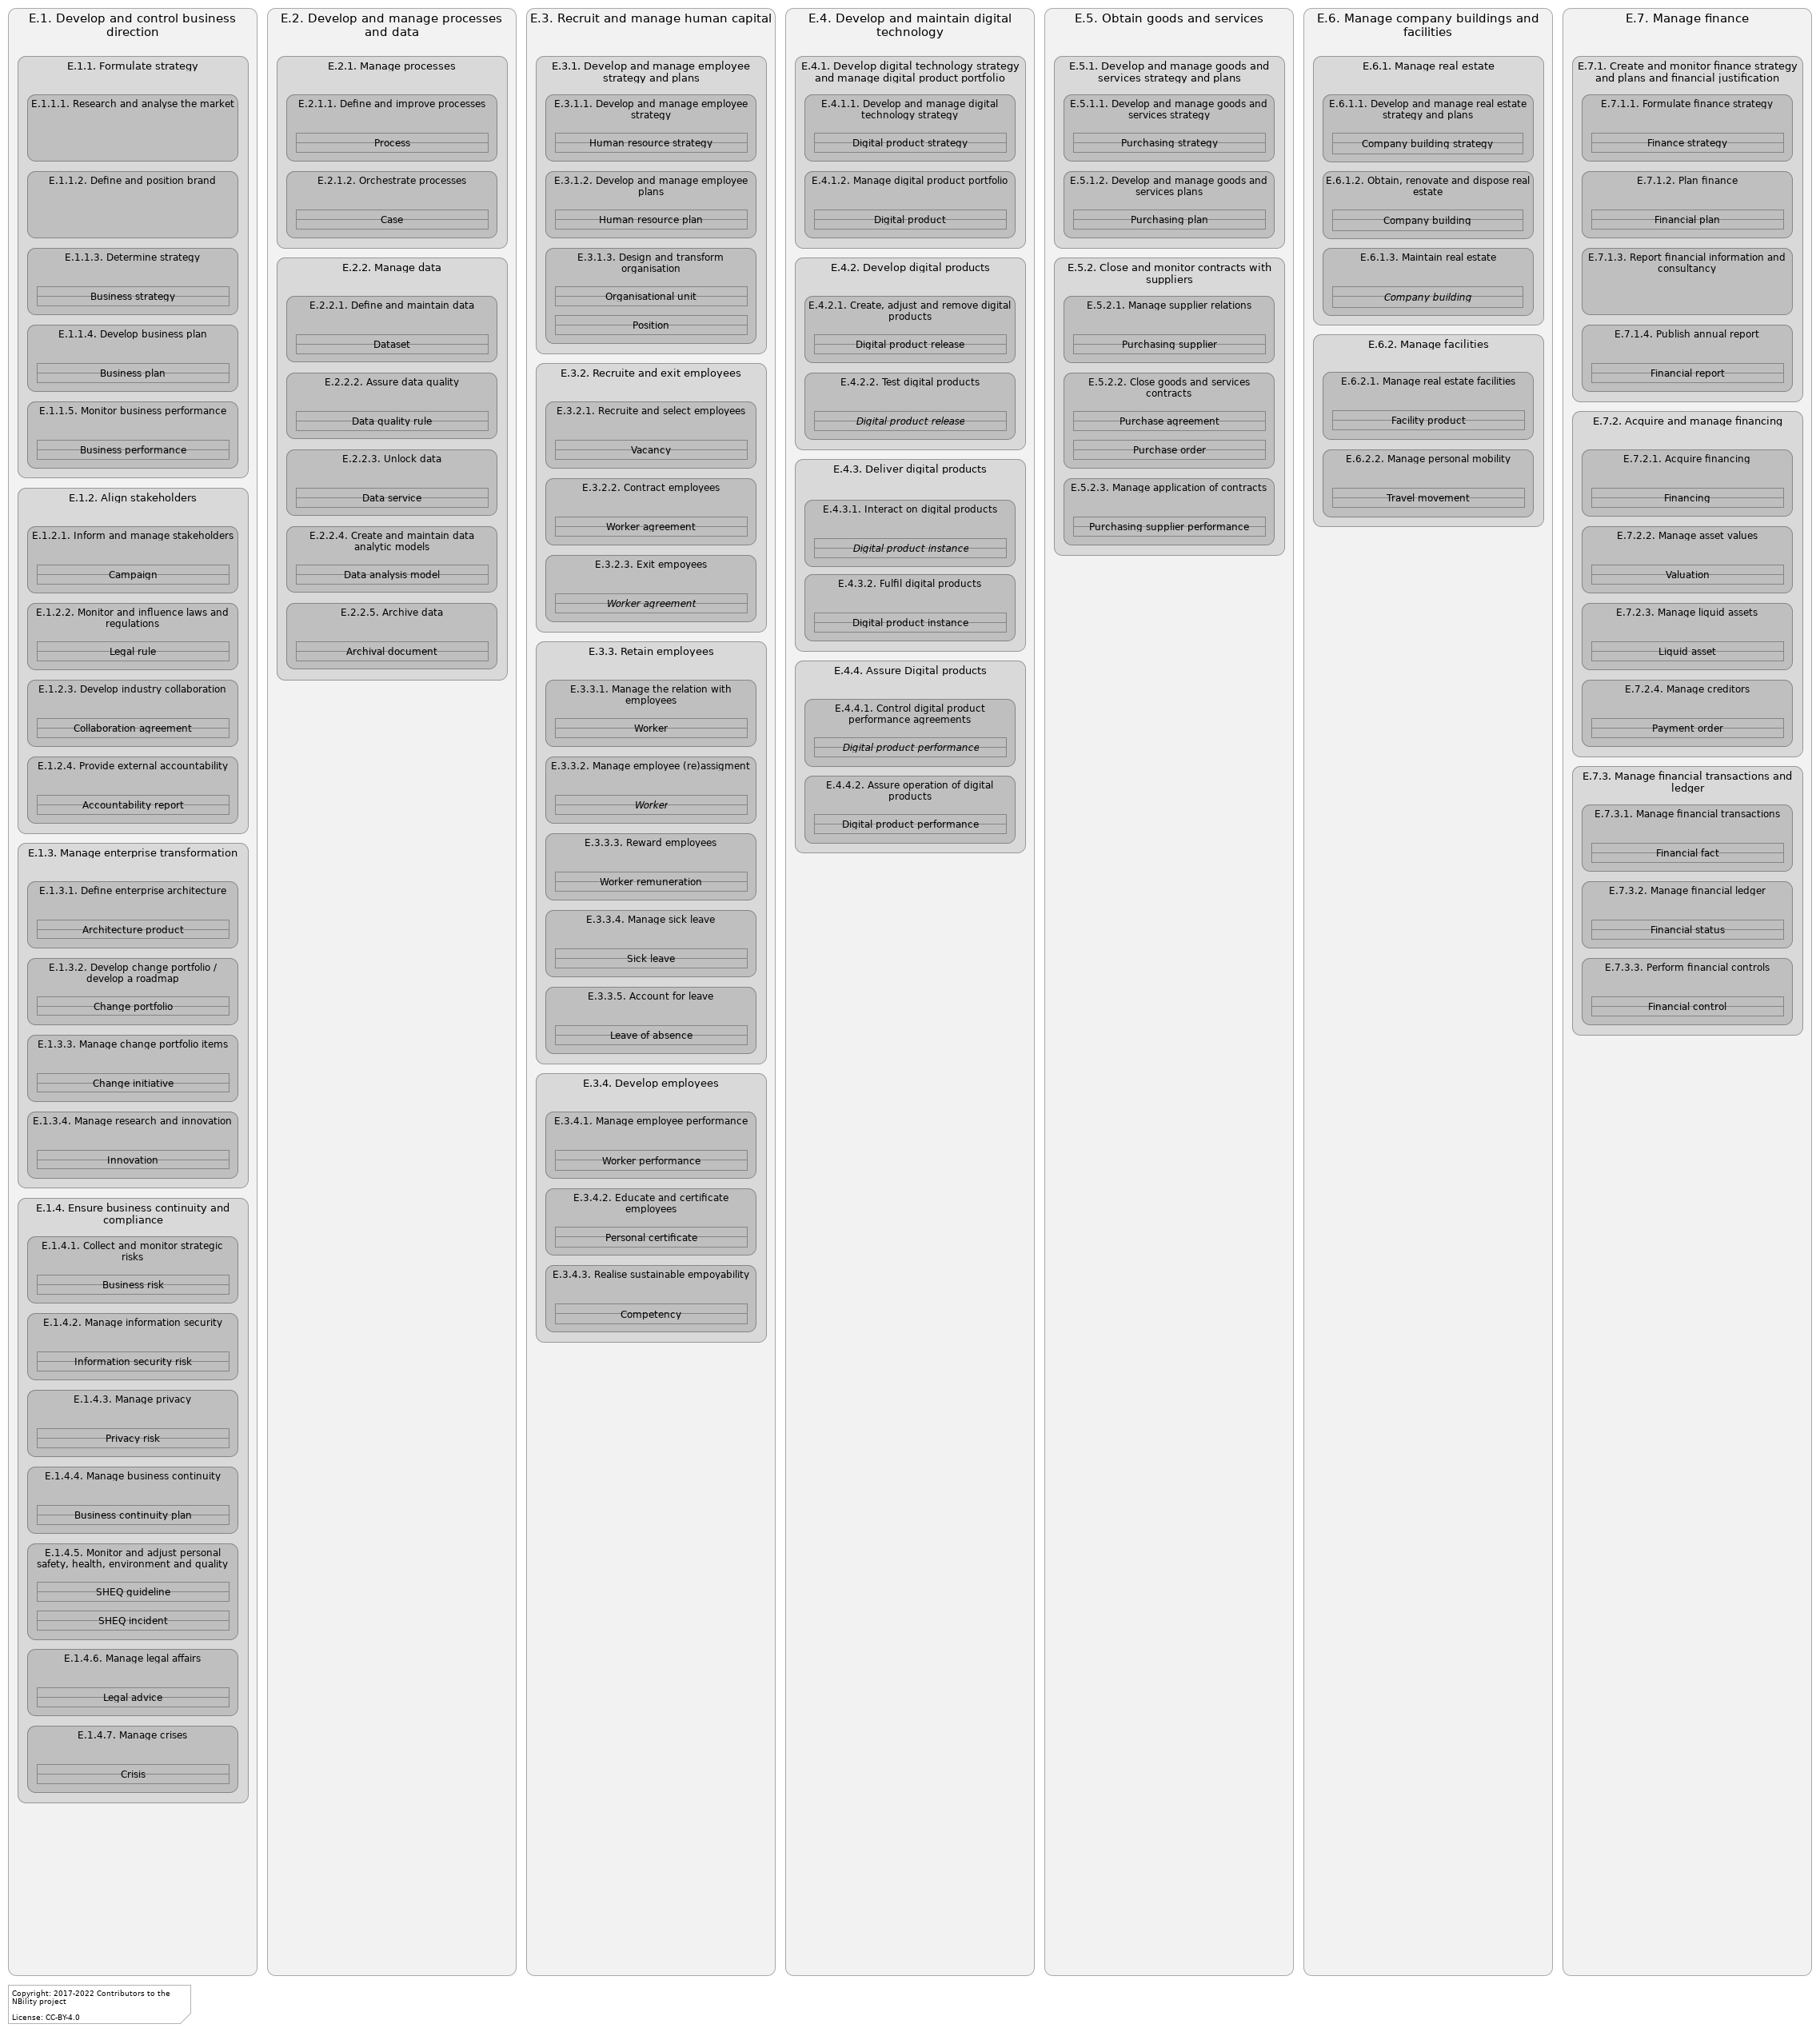 E.1. Develop and control business
direction
E.1.1. Formulate strategy
E.1.1.1. Research and analyse the market
E.1.1.2. Define and position brand
E.1.1.3. Determine strategy
Business strategy
E.1.1.4. Develop business plan
Business plan
E.1.1.5. Monitor business performance
Business performance
E.1.2. Align stakeholders
E.1.2.1. Inform and manage stakeholders
Campaign
E.1.2.2. Monitor and influence laws and
regulations
Legal rule
E.1.2.3. Develop industry collaboration
Collaboration agreement
E.1.2.4. Provide external accountability
Accountability report
E.1.3. Manage enterprise transformation
E.1.3.1. Define enterprise architecture
Architecture product
E.1.3.2. Develop change portfolio /
develop a roadmap
Change portfolio
E.1.3.3. Manage change portfolio items
Change initiative
E.1.3.4. Manage research and innovation
Innovation
E.1.4. Ensure business continuity and
compliance
E.1.4.1. Collect and monitor strategic
risks
Business risk
E.1.4.2. Manage information security
Information security risk
E.1.4.3. Manage privacy
Privacy risk
E.1.4.4. Manage business continuity
Business continuity plan
E.1.4.5. Monitor and adjust personal
safety, health, environment and quality
SHEQ guideline
SHEQ incident
E.1.4.6. Manage legal affairs
Legal advice
E.1.4.7. Manage crises
Crisis
E.2. Develop and manage processes
and data
E.2.1. Manage processes
E.2.1.1. Define and improve processes
Process
E.2.1.2. Orchestrate processes
Case
E.2.2. Manage data
E.2.2.1. Define and maintain data
Dataset
E.2.2.2. Assure data quality
Data quality rule
E.2.2.3. Unlock data
Data service
E.2.2.4. Create and maintain data
analytic models
Data analysis model
E.2.2.5. Archive data
Archival document
E.3. Recruit and manage human capital
E.3.1. Develop and manage employee
strategy and plans
E.3.1.1. Develop and manage employee
strategy
Human resource strategy
E.3.1.2. Develop and manage employee
plans
Human resource plan
E.3.1.3. Design and transform
organisation
Organisational unit
Position
E.3.2. Recruite and exit employees
E.3.2.1. Recruite and select employees
Vacancy
E.3.2.2. Contract employees
Worker agreement
E.3.2.3. Exit empoyees
Worker agreement
E.3.3. Retain employees
E.3.3.1. Manage the relation with
employees
Worker
E.3.3.2. Manage employee (re)assigment
Worker
E.3.3.3. Reward employees
Worker remuneration
E.3.3.4. Manage sick leave
Sick leave
E.3.3.5. Account for leave
Leave of absence
E.3.4. Develop employees
E.3.4.1. Manage employee performance
Worker performance
E.3.4.2. Educate and certificate
employees
Personal certificate
E.3.4.3. Realise sustainable empoyability
Competency
E.4. Develop and maintain digital
technology
E.4.1. Develop digital technology strategy
and manage digital product portfolio
E.4.1.1. Develop and manage digital
technology strategy
Digital product strategy
E.4.1.2. Manage digital product portfolio
Digital product
E.4.2. Develop digital products
E.4.2.1. Create, adjust and remove digital
products
Digital product release
E.4.2.2. Test digital products
Digital product release
E.4.3. Deliver digital products
E.4.3.1. Interact on digital products
Digital product instance
E.4.3.2. Fulfil digital products
Digital product instance
E.4.4. Assure Digital products
E.4.4.1. Control digital product
performance agreements
Digital product performance
E.4.4.2. Assure operation of digital
products
Digital product performance
E.5. Obtain goods and services
E.5.1. Develop and manage goods and
services strategy and plans
E.5.1.1. Develop and manage goods and
services strategy
Purchasing strategy
E.5.1.2. Develop and manage goods and
services plans
Purchasing plan
E.5.2. Close and monitor contracts with
suppliers
E.5.2.1. Manage supplier relations
Purchasing supplier
E.5.2.2. Close goods and services
contracts
Purchase agreement
Purchase order
E.5.2.3. Manage application of contracts
Purchasing supplier performance
E.6. Manage company buildings and
facilities
E.6.1. Manage real estate
E.6.1.1. Develop and manage real estate
strategy and plans
Company building strategy
E.6.1.2. Obtain, renovate and dispose real
estate
Company building
E.6.1.3. Maintain real estate
Company building
E.6.2. Manage facilities
E.6.2.1. Manage real estate facilities
Facility product
E.6.2.2. Manage personal mobility
Travel movement
E.7. Manage finance
E.7.1. Create and monitor finance strategy
and plans and financial justification
E.7.1.1. Formulate finance strategy
Finance strategy
E.7.1.2. Plan finance
Financial plan
E.7.1.3. Report financial information and
consultancy
E.7.1.4. Publish annual report
Financial report
E.7.2. Acquire and manage financing
E.7.2.1. Acquire financing
Financing
E.7.2.2. Manage asset values
Valuation
E.7.2.3. Manage liquid assets
Liquid asset
E.7.2.4. Manage creditors
Payment order
E.7.3. Manage financial transactions and
ledger
E.7.3.1. Manage financial transactions
Financial fact
E.7.3.2. Manage financial ledger
Financial status
E.7.3.3. Perform financial controls
Financial control
Copyright: 2017-2022 Contributors to the
NBility project
License: CC-BY-4.0